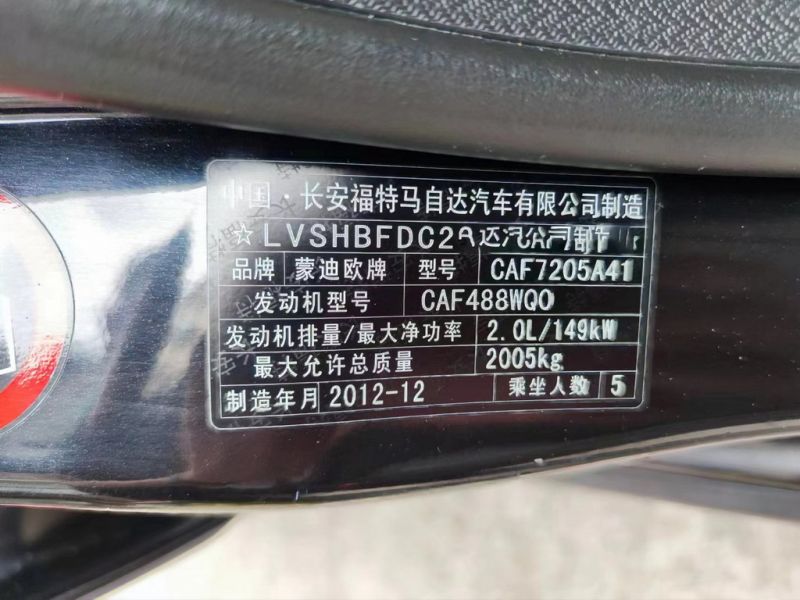 中国·长安福特马自达汽车有限公司制造
☆LVSHBFDC2
品牌 蒙迪欧牌 型号 CAF7205A41
发动机型号 CAF488WQ0
发动机排量/最大净功率 2.0L/149kW
最大允许总质量 2005kg
制造年月 2012-12 乘坐人数 5